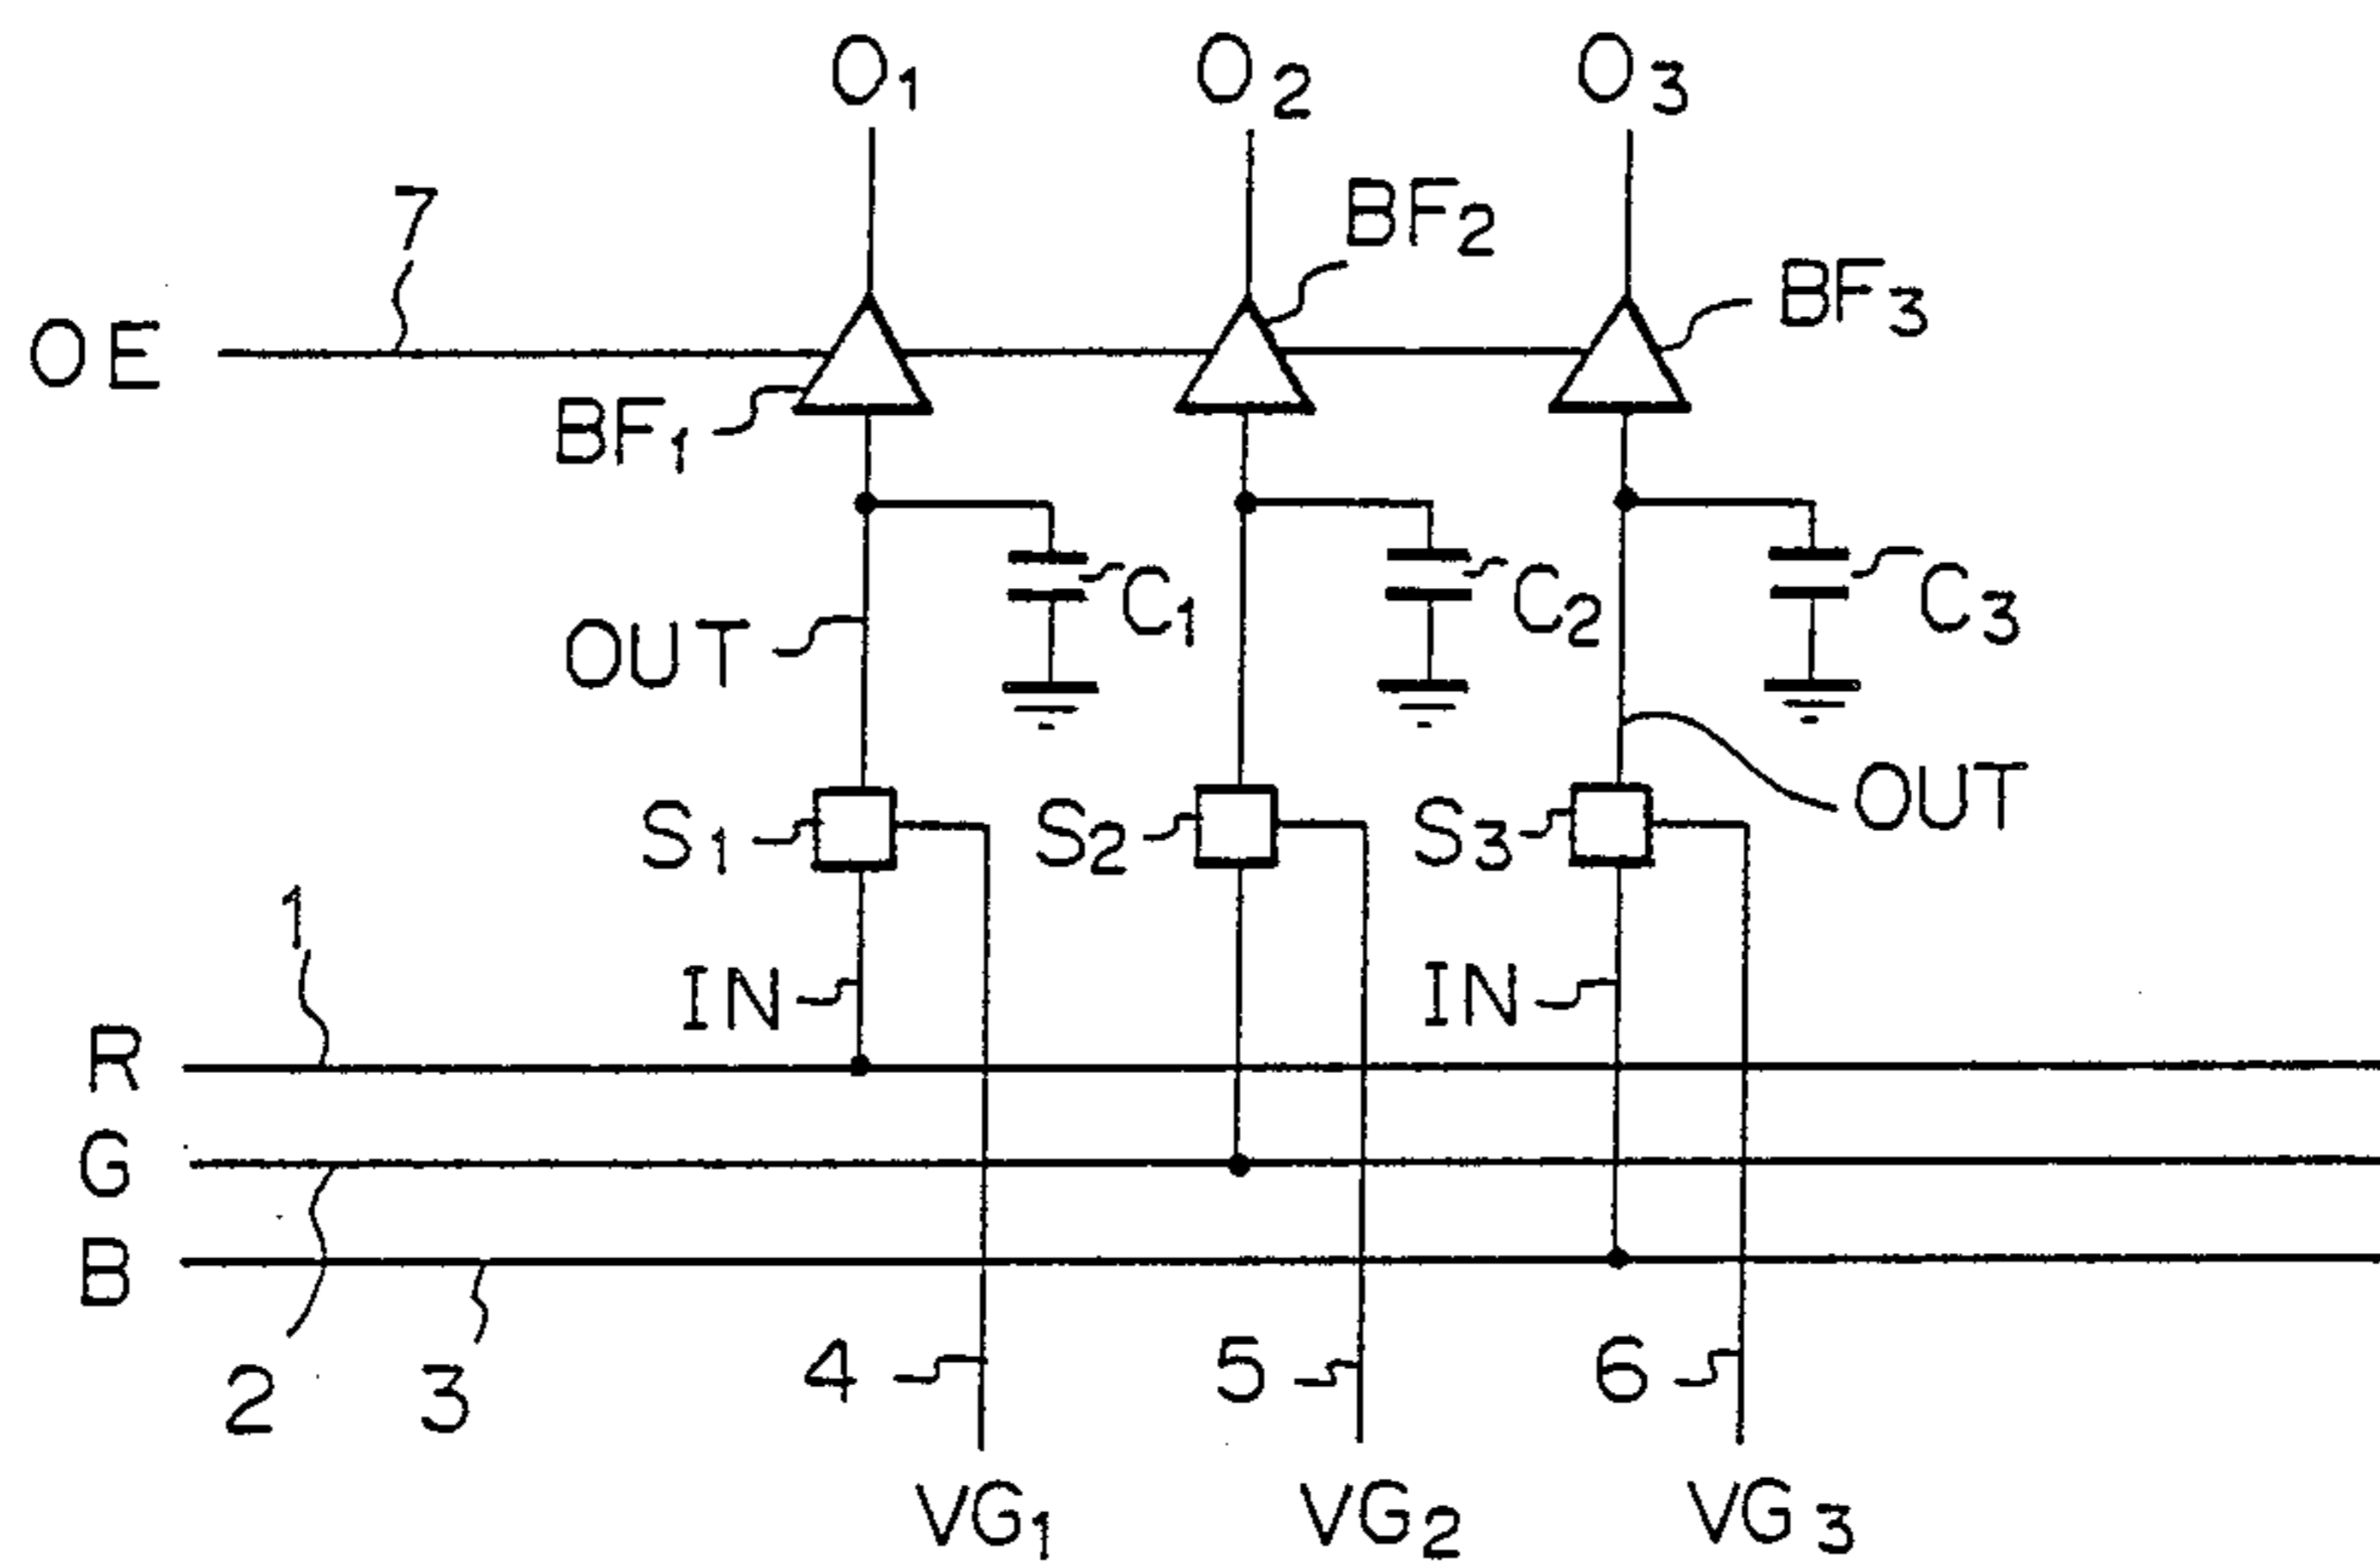 O1 O2 O3
7
BF2
BF3
OE
BF1
C1 C2 C3
OUT
OUT
S1 S2 S3
1
IN IN
R
G
B
2 3 4 5 6
VG1 VG2 VG3